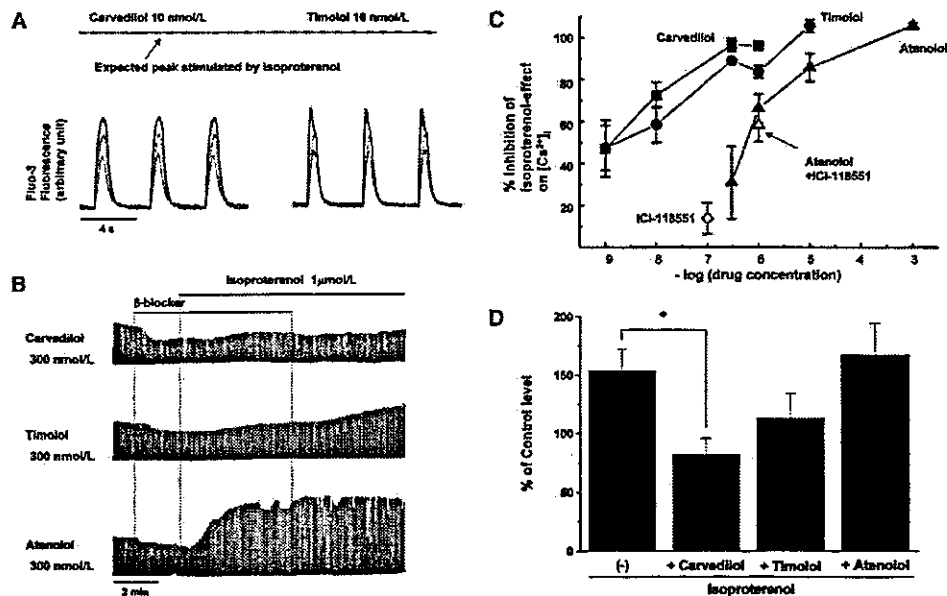 A
Carvedilol 10 nmol/L
Timolol 10 nmol/L
Expected peak stimulated by isoproterenol
Fluo-3
Fluorescence
(arbitrary unit)
4 s
B
Isoproterenol 1μmol/L
β-blocker
Carvedilol
300 nmol/L
Timolol
300 nmol/L
Atenolol
300 nmol/L
2 min
C
% Inhibition of
isoproterenol-effect
on [Ca²⁺]i
100
80
60
40
20
Carvedilol
Timolol
Atenolol
Atenolol
+ICI-118551
ICI-118551
9 8 7 6 5 4 3
- log (drug concentration)
D
% of Control level
200
150
100
50
0
*
(-) + Carvedilol + Timolol + Atenolol
Isoproterenol